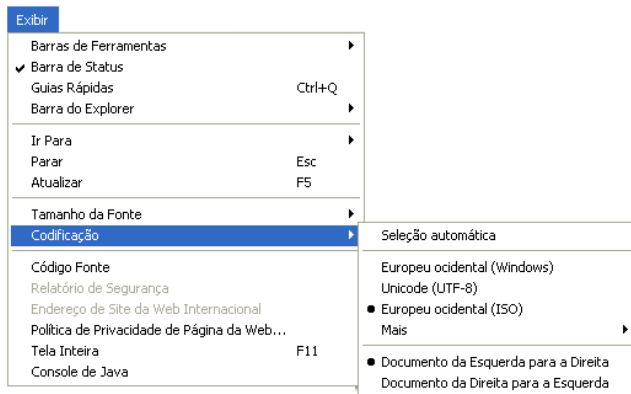 Exibir
Barras de Ferramentas
Barra de Status
Guias Rápidas Ctrl+Q
Barra do Explorer
Ir Para
Parar Esc
Atualizar F5
Tamanho da Fonte
Codificação
Código Fonte
Relatório de Segurança
Endereço de Site da Web Internacional
Política de Privacidade de Página da Web...
Tela Inteira F11
Console de Java
Seleção automática
Europeu ocidental (Windows)
Unicode (UTF-8)
Europeu ocidental (ISO)
Mais
Documento da Esquerda para a Direita
Documento da Direita para a Esquerda